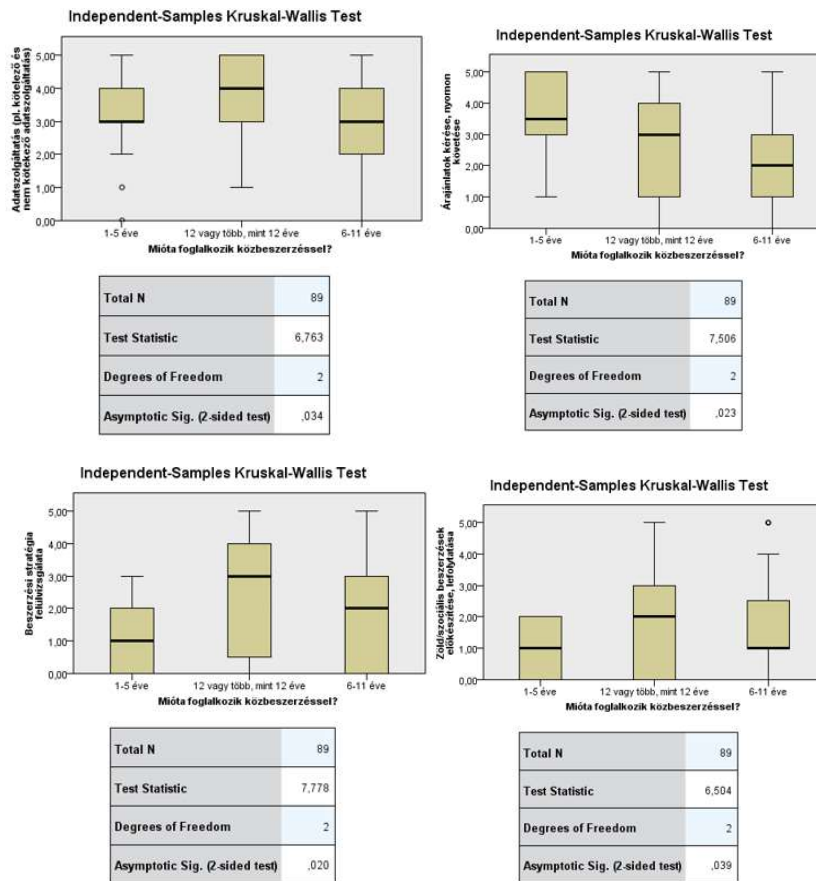 Independent-Samples Kruskal-Wallis Test
Adatszolgáltatás (pl. kötelező és
nem kötekező adatszolgáltatás)
5,00
4,00
3,00
2,00
1,00
0,00
1-5 éve
12 vagy több, mint 12 éve
6-11 éve
Mióta foglalkozik közbeszerzéssel?
Total N 89
Test Statistic 6,763
Degrees of Freedom 2
Asymptotic Sig. (2-sided test) ,034
Independent-Samples Kruskal-Wallis Test
Árajánlatok kérése, nyomon
követése
5,00
4,00
3,00
2,00
1,00
0,00
1-5 éve
12 vagy több, mint 12 éve
6-11 éve
Mióta foglalkozik közbeszerzéssel?
Total N 89
Test Statistic 7,506
Degrees of Freedom 2
Asymptotic Sig. (2-sided test) ,023
Independent-Samples Kruskal-Wallis Test
Beszerzési stratégia
felülvizsgálata
5,00
4,00
3,00
2,00
1,00
0,00
1-5 éve
12 vagy több, mint 12 éve
6-11 éve
Mióta foglalkozik közbeszerzéssel?
Total N 89
Test Statistic 7,778
Degrees of Freedom 2
Asymptotic Sig. (2-sided test) ,020
Independent-Samples Kruskal-Wallis Test
Zold/szociális beszerzések
előkészítése, lefolytatása
5,00
4,00
3,00
2,00
1,00
0,00
1-5 éve
12 vagy több, mint 12 éve
6-11 éve
Mióta foglalkozik közbeszerzéssel?
Total N 89
Test Statistic 6,504
Degrees of Freedom 2
Asymptotic Sig. (2-sided test) ,039